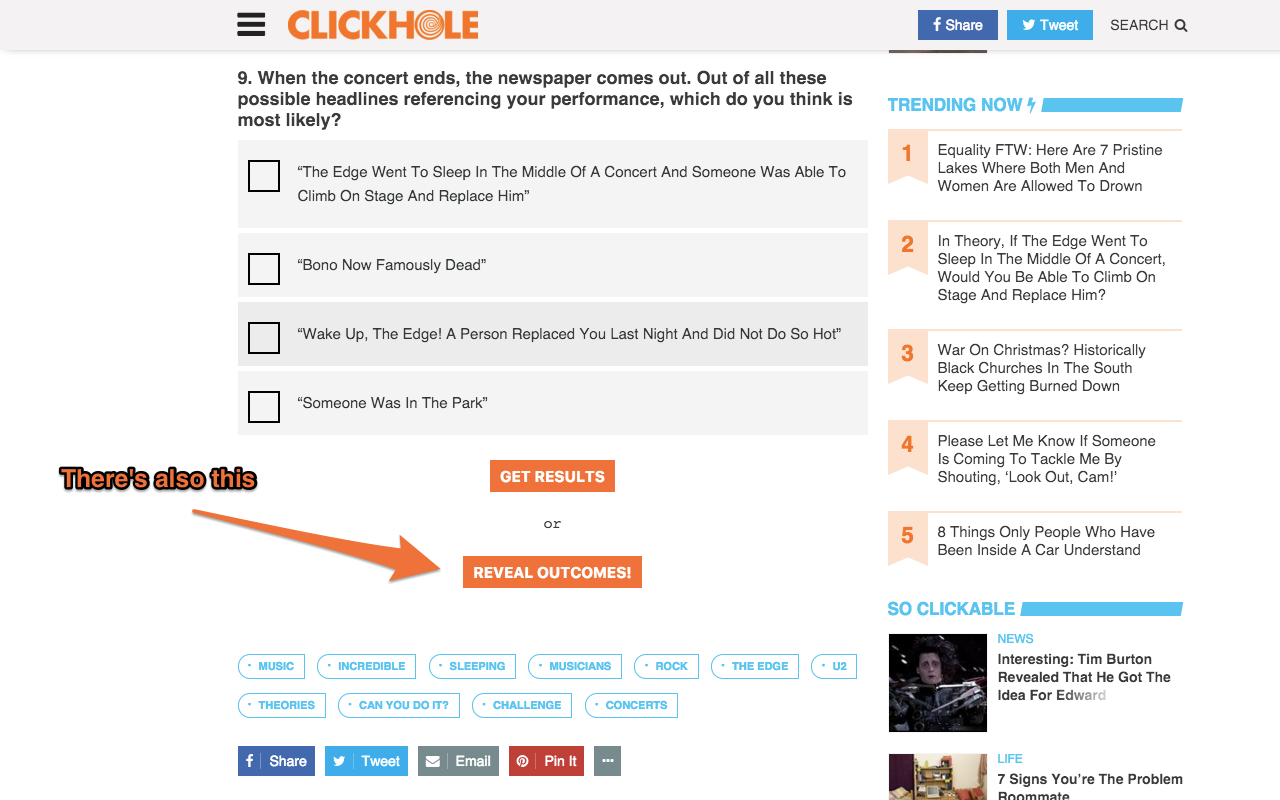 CLICKHOLE
Share
Tweet
SEARCH
9. When the concert ends, the newspaper comes out. Out of all these
possible headlines referencing your performance, which do you think is
most likely?
“The Edge Went To Sleep In The Middle Of A Concert And Someone Was Able To
Climb On Stage And Replace Him”
“Bono Now Famously Dead”
“Wake Up, The Edge! A Person Replaced You Last Night And Did Not Do So Hot”
“Someone Was In The Park”
There's also this
GET RESULTS
or
REVEAL OUTCOMES!
MUSIC
INCREDIBLE
SLEEPING
MUSICIANS
ROCK
THE EDGE
U2
THEORIES
CAN YOU DO IT?
CHALLENGE
CONCERTS
Share
Tweet
Email
Pin It
TRENDING NOW
1
Equality FTW: Here Are 7 Pristine
Lakes Where Both Men And
Women Are Allowed To Drown
2
In Theory, If The Edge Went To
Sleep In The Middle Of A Concert,
Would You Be Able To Climb On
Stage And Replace Him?
3
War On Christmas? Historically
Black Churches In The South
Keep Getting Burned Down
4
Please Let Me Know If Someone
Is Coming To Tackle Me By
Shouting, ‘Look Out, Cam!’
5
8 Things Only People Who Have
Been Inside A Car Understand
SO CLICKABLE
NEWS
Interesting: Tim Burton
Revealed That He Got The
Idea For Edward
LIFE
7 Signs You’re The Problem
Roommate